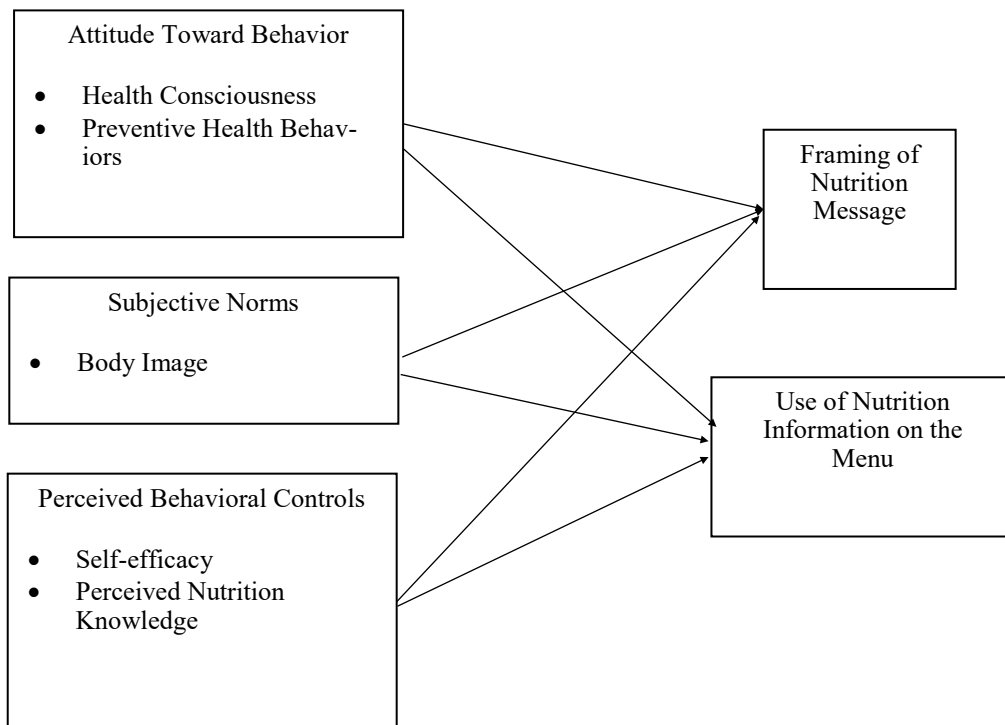 Attitude Toward Behavior
• Health Consciousness
• Preventive Health Behav-
iors
Framing of
Nutrition
Message
Subjective Norms
• Body Image
Use of Nutrition
Information on the
Menu
Perceived Behavioral Controls
• Self-efficacy
• Perceived Nutrition
Knowledge